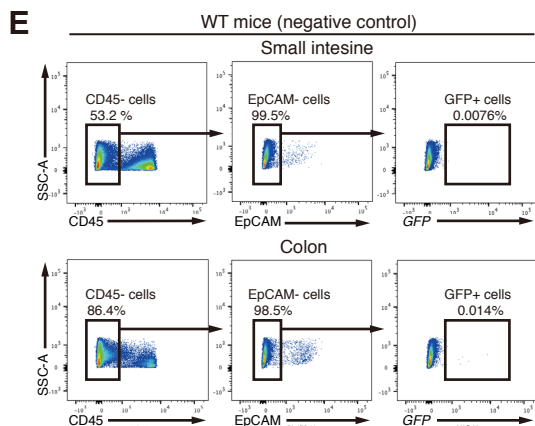 E
WT mice (negative control)
Small intesine
CD45- cells
53.2 %
EpCAM- cells
99.5%
GFP+ cells
0.0076%
SSC-A
CD45
EpCAM
GFP
Colon
CD45- cells
86.4%
EpCAM- cells
98.5%
GFP+ cells
0.014%
SSC-A
CD45
EpCAM
GFP